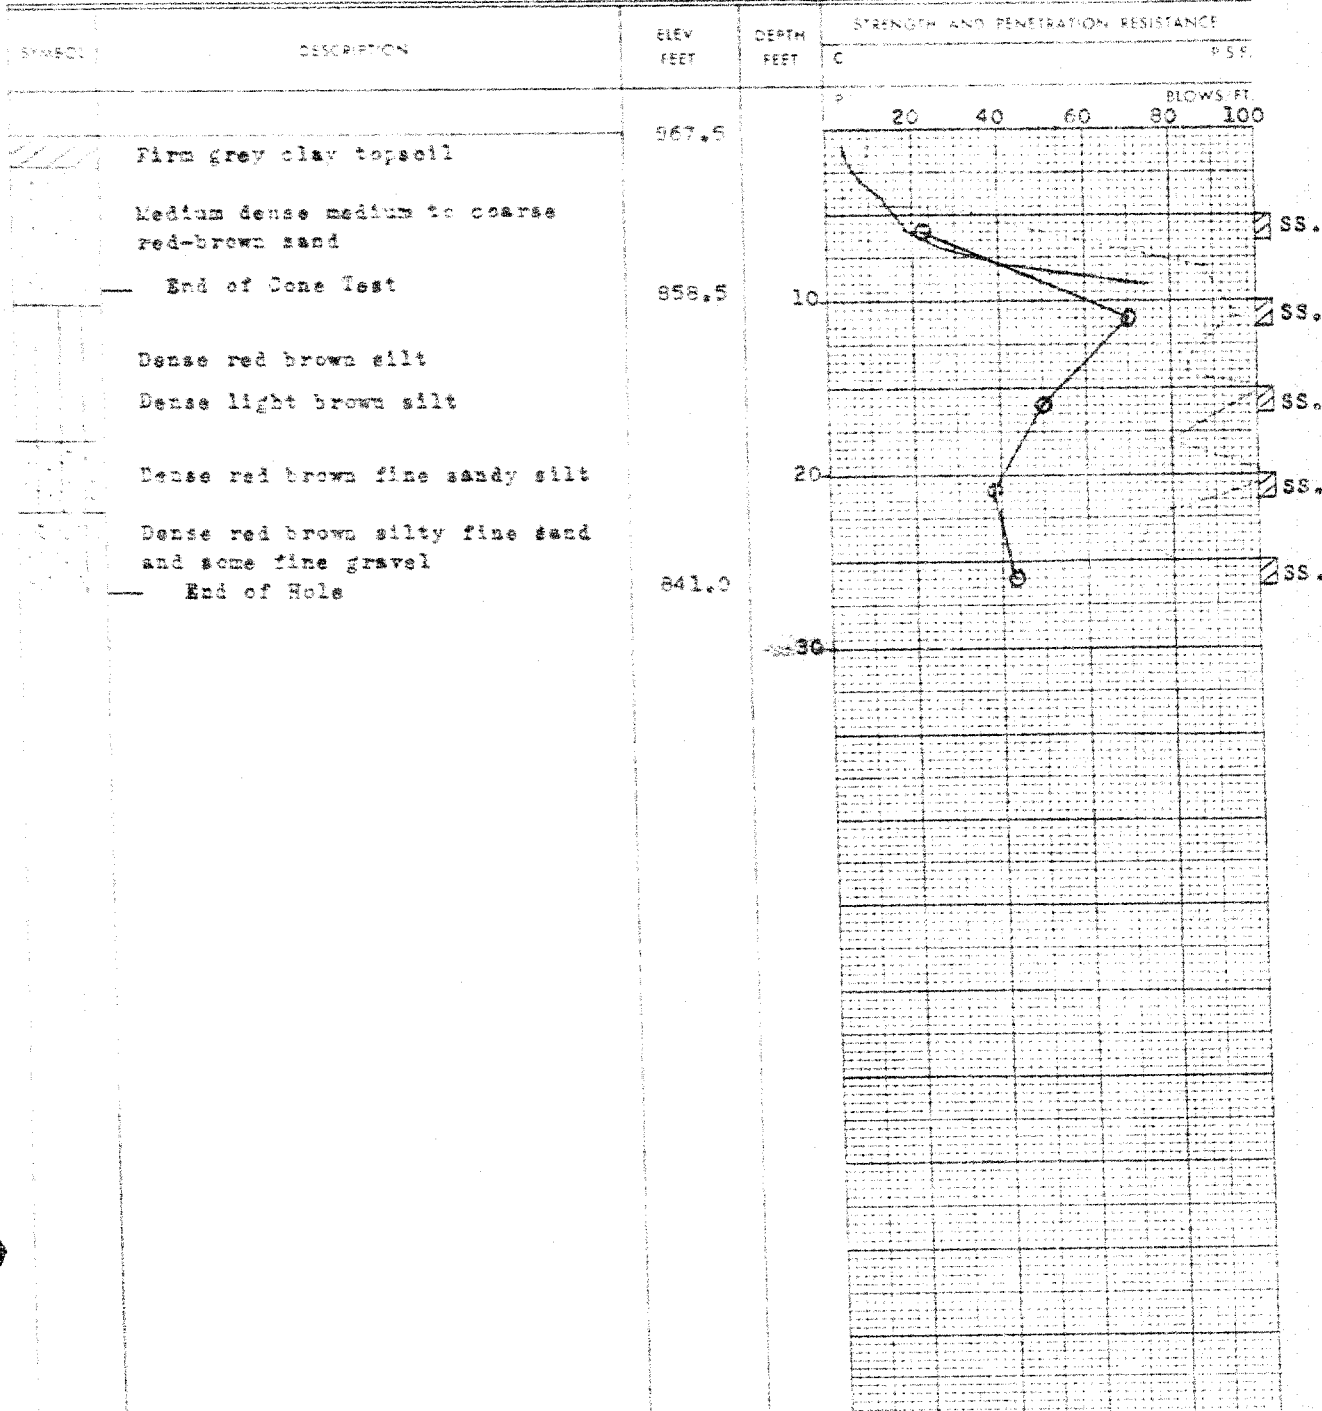 STRENGTH AND PENETRATION RESISTANCE
SYMBOL DESCRIPTION ELEV FEET DEPTH FEET C P.S.F.
P BLOWS/FT.
20 40 60 80 100
867.5
Firm grey clay topsoil
Medium dense medium to coarse
red-brown sand
SS.
End of Cone Test 858.5 10
SS.
Dense red brown silt
Dense light brown silt
SS.
Dense red brown fine sandy silt 20
SS.
Dense red brown silty fine sand
and some fine gravel
SS.
End of Hole 841.0
30